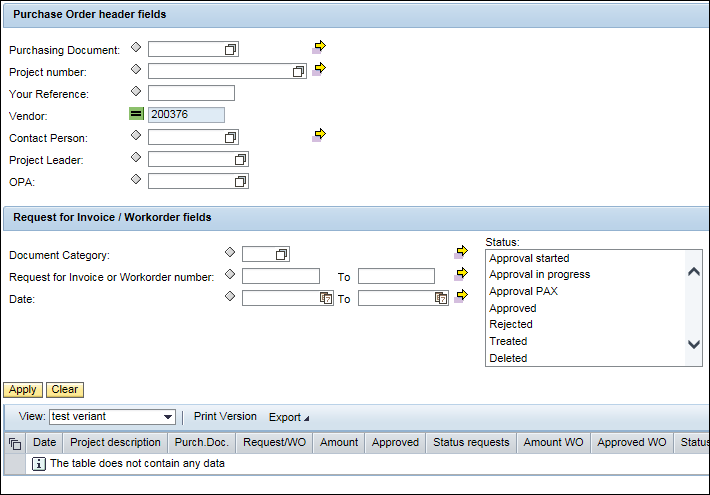 Purchase Order header fields
Purchasing Document:
Project number:
Your Reference:
Vendor: 200376
Contact Person:
Project Leader:
OPA:
Request for Invoice / Workorder fields
Document Category:
Request for Invoice or Workorder number: To
Date: To
Status:
Approval started
Approval in progress
Approval PAX
Approved
Rejected
Treated
Deleted
Apply Clear
View: test veriant Print Version Export
Date Project description Purch.Doc. Request/WO Amount Approved Status requests Amount WO Approved WO Status
The table does not contain any data